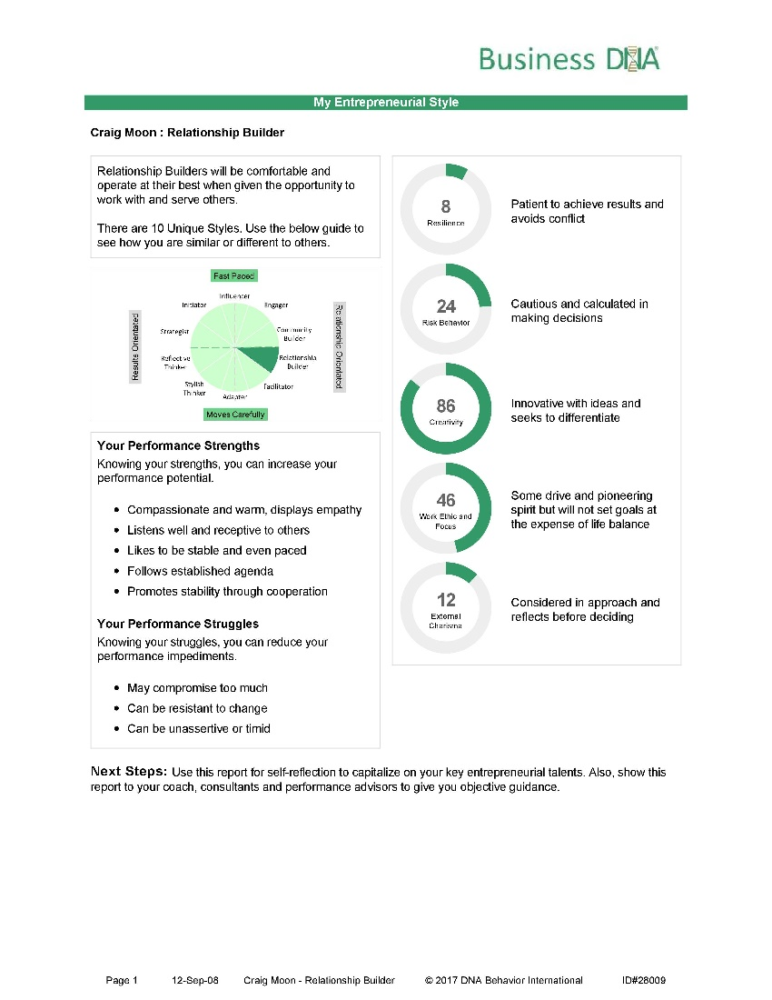 Business DNA
My Entrepreneurial Style
Craig Moon : Relationship Builder
Relationship Builders will be comfortable and
operate at their best when given the opportunity to
work with and serve others.
There are 10 Unique Styles. Use the below guide to
see how you are similar or different to others.
Fast Paced
Influencer
Initiator
Engager
Results Orientated
Relationship Orientated
Strategist
Community
Builder
Reflective
Thinker
Relationship
Builder
Stylish
Thinker
Facilitator
Adapter
Moves Carefully
Your Performance Strengths
Knowing your strengths, you can increase your
performance potential.
• Compassionate and warm, displays empathy
• Listens well and receptive to others
• Likes to be stable and even paced
• Follows established agenda
• Promotes stability through cooperation
Your Performance Struggles
Knowing your struggles, you can reduce your
performance impediments.
• May compromise too much
• Can be resistant to change
• Can be unassertive or timid
8
Resilience
Patient to achieve results and
avoids conflict
24
Risk Behavior
Cautious and calculated in
making decisions
86
Creativity
Innovative with ideas and
seeks to differentiate
46
Work Ethic and
Focus
Some drive and pioneering
spirit but will not set goals at
the expense of life balance
12
External
Charisma
Considered in approach and
reflects before deciding
Next Steps: Use this report for self-reflection to capitalize on your key entrepreneurial talents. Also, show this
report to your coach, consultants and performance advisors to give you objective guidance.
Page 1 12-Sep-08 Craig Moon - Relationship Builder © 2017 DNA Behavior International ID#28009